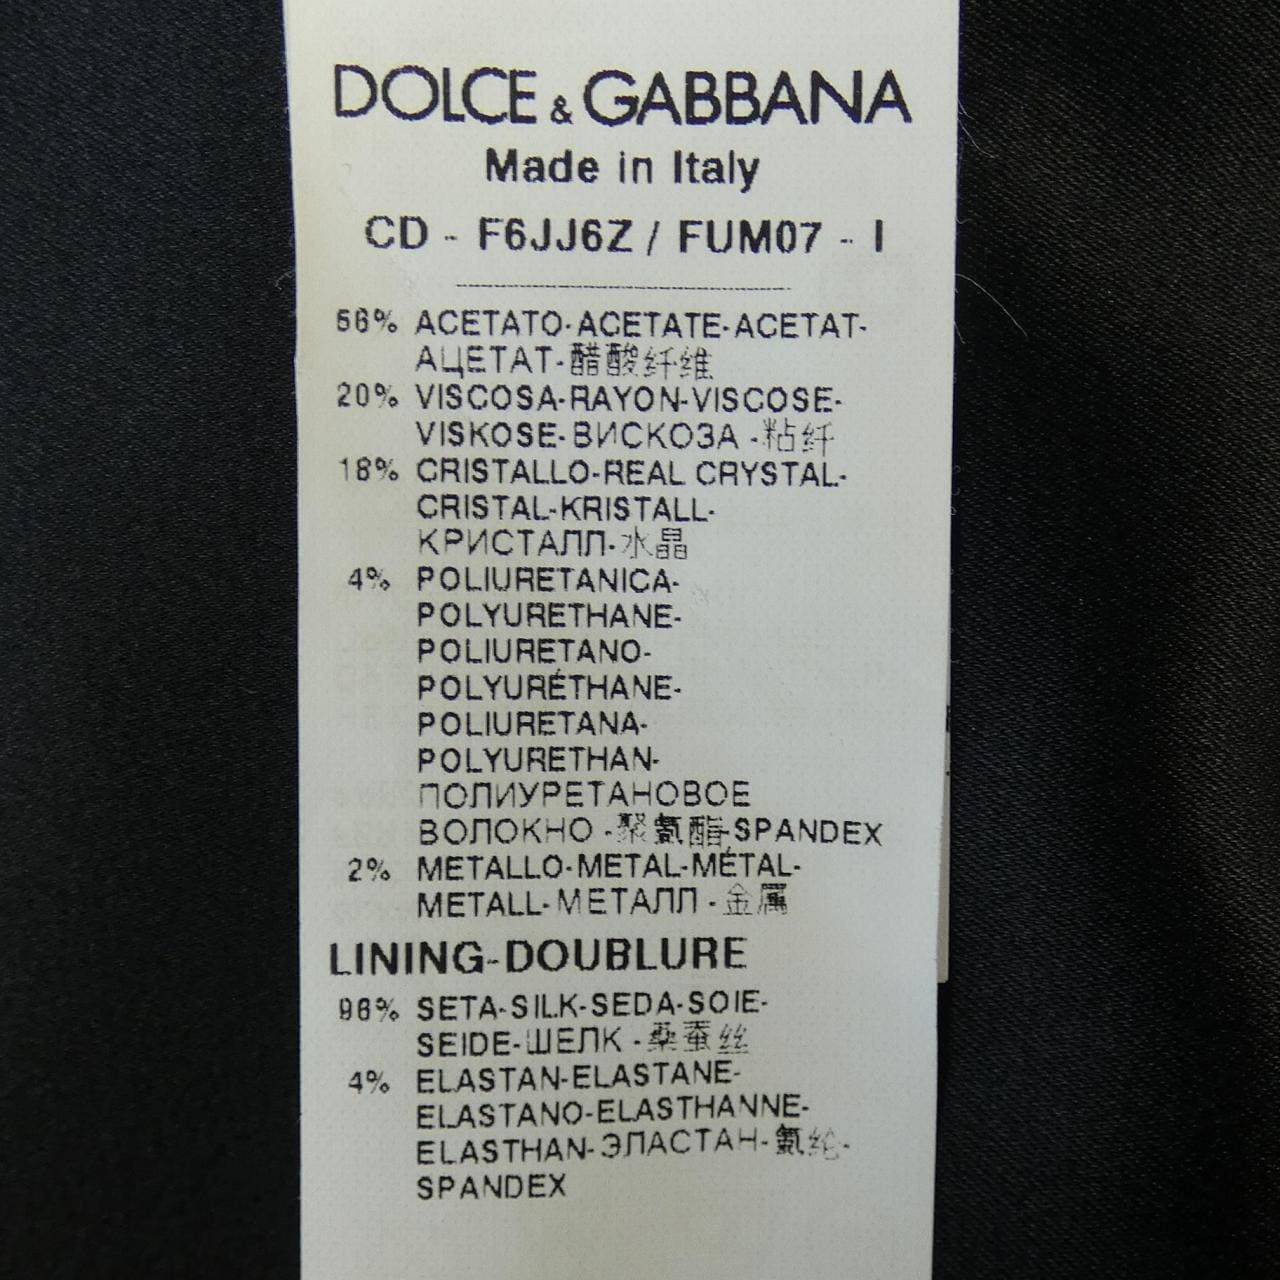 DOLCE & GABBANA
Made in Italy
CD - F6JJ6Z / FUM07 - I
56% ACETATO-ACETATE-ACETAT-
АЦЕТАТ-醋酸纤维
20% VISCOSA-RAYON-VISCOSE-
VISKOSE-ВИСКОЗА -粘纤
18% CRISTALLO-REAL CRYSTAL-
CRISTAL-KRISTALL-
КРИСТАЛЛ-水晶
4% POLIURETANICA-
POLYURETHANE-
POLIURETANO-
POLYURÉTHANE-
POLIURETANA-
POLYURETHAN-
ПОЛИУРЕТАНОВОЕ
ВОЛОКНО -聚氨酯-SPANDEX
2% METALLO-METAL-MÉTAL-
METALL-МЕТАЛЛ -金属
LINING-DOUBLURE
96% SETA-SILK-SEDA-SOIE-
SEIDE-ШЕЛК -桑蚕丝
4% ELASTAN-ELASTANE-
ELASTANO-ELASTHANNE-
ELASTHAN-ЭЛАСТАН-氨纶-
SPANDEX